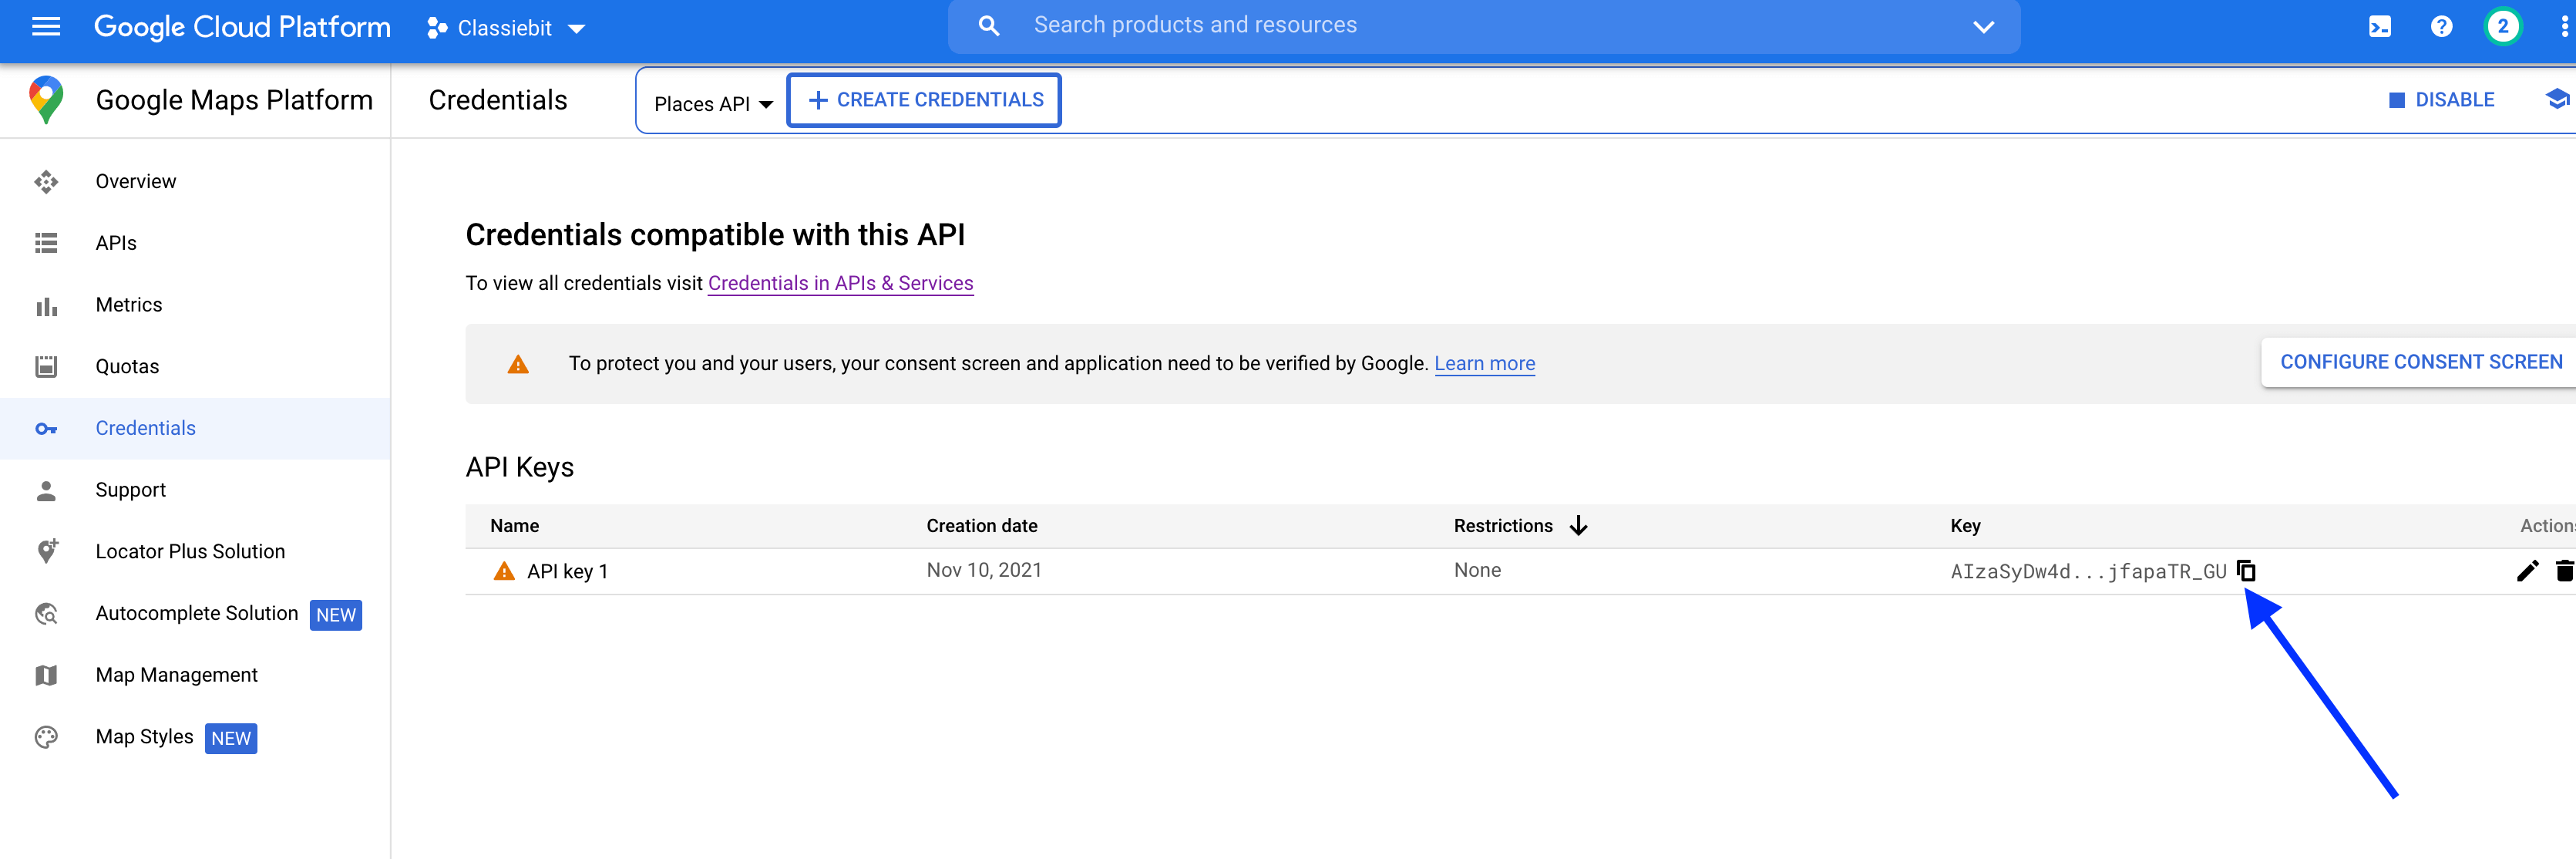 Google Cloud Platform
Classiebit
Search products and resources
2
Google Maps Platform
Credentials
Places API
CREATE CREDENTIALS
DISABLE
Overview
APIs
Metrics
Quotas
Credentials
Support
Locator Plus Solution
Autocomplete Solution NEW
Map Management
Map Styles NEW
Credentials compatible with this API
To view all credentials visit Credentials in APIs & Services
To protect you and your users, your consent screen and application need to be verified by Google. Learn more
CONFIGURE CONSENT SCREEN
API Keys
Name Creation date Restrictions Key Action
API key 1 Nov 10, 2021 None AIzaSyDw4d...jfapaTR_GU